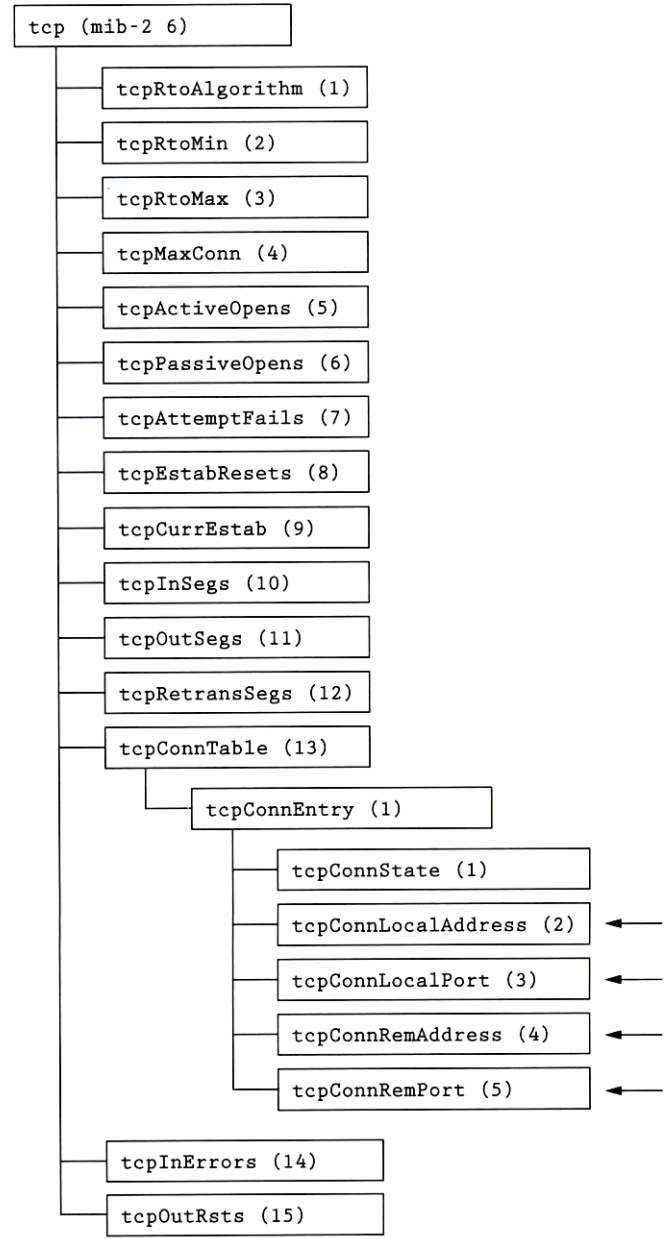 tcp (mib-2 6)
tcpRtoAlgorithm (1)
tcpRtoMin (2)
tcpRtoMax (3)
tcpMaxConn (4)
tcpActiveOpens (5)
tcpPassiveOpens (6)
tcpAttemptFails (7)
tcpEstabResets (8)
tcpCurrEstab (9)
tcpInSegs (10)
tcpOutSegs (11)
tcpRetransSegs (12)
tcpConnTable (13)
tcpConnEntry (1)
tcpConnState (1)
tcpConnLocalAddress (2)
tcpConnLocalPort (3)
tcpConnRemAddress (4)
tcpConnRemPort (5)
tcpInErrors (14)
tcpOutRsts (15)